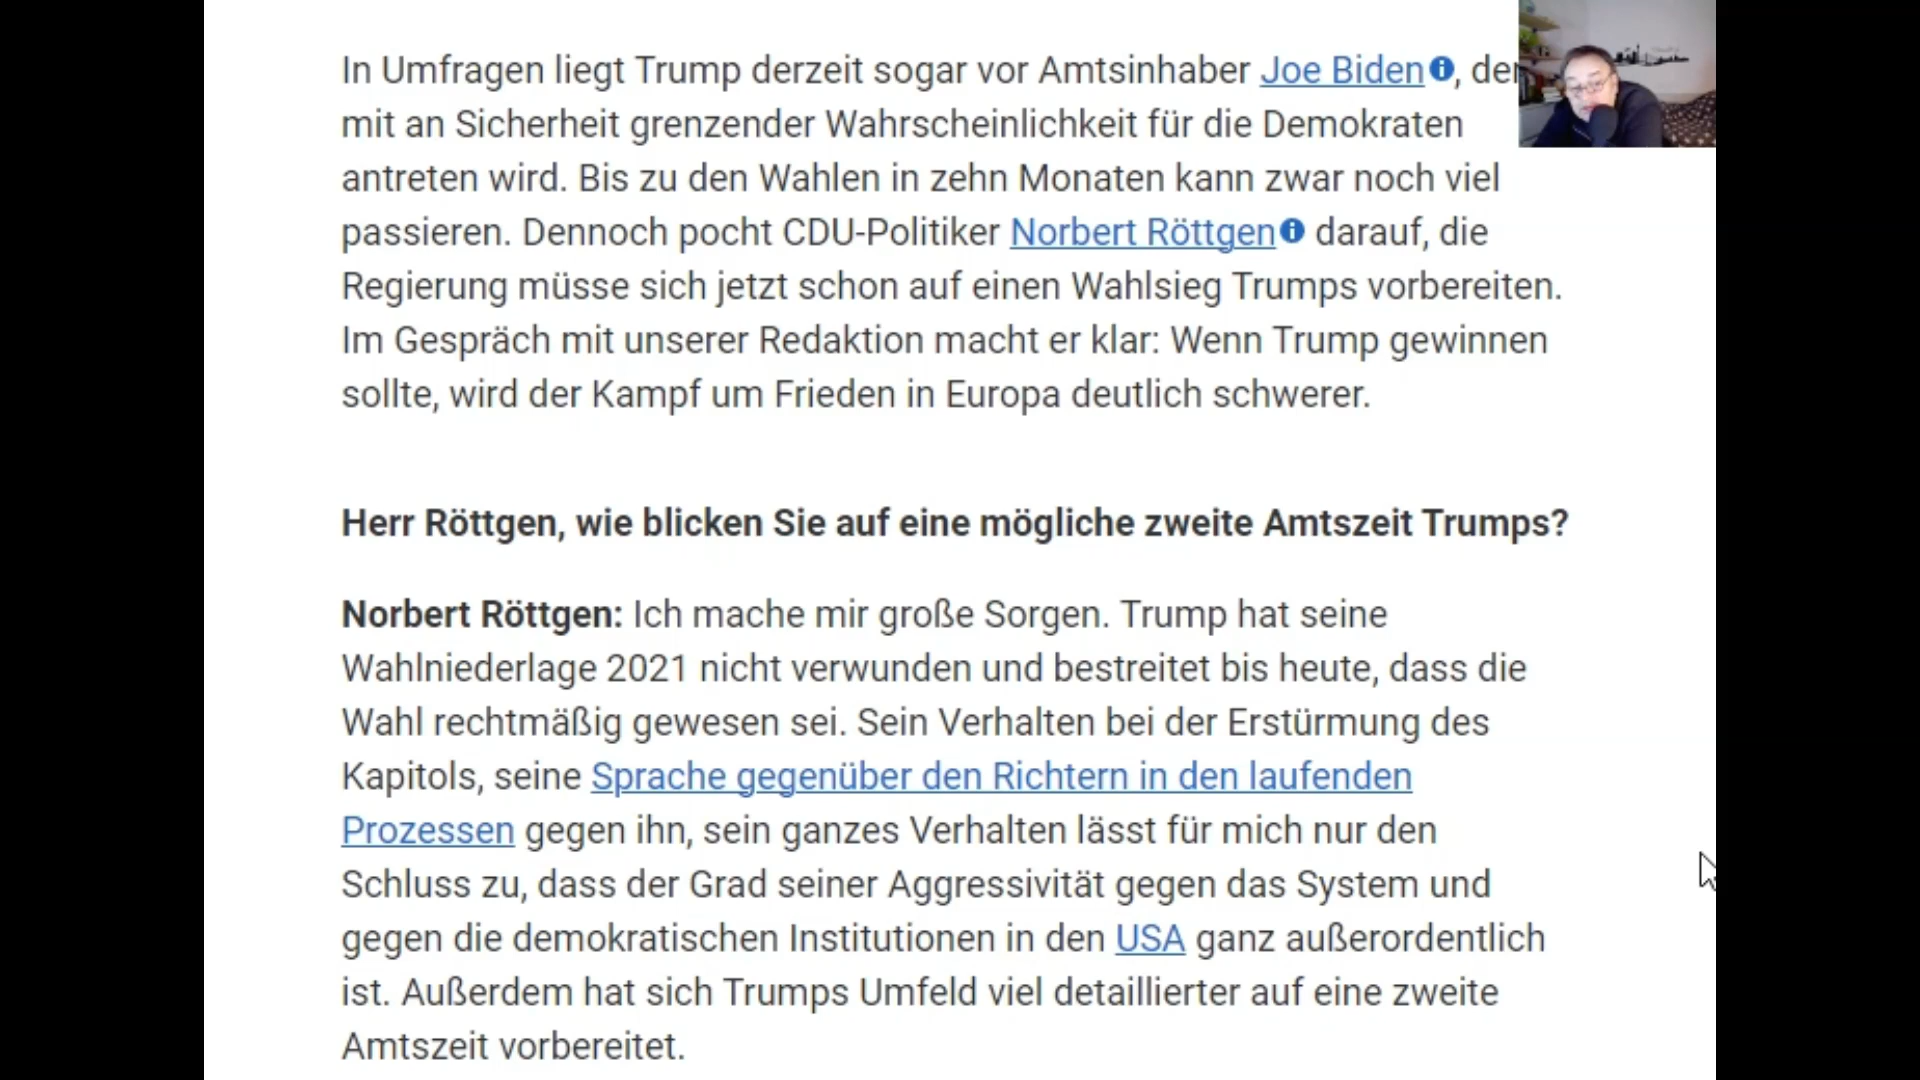 In Umfragen liegt Trump derzeit sogar vor Amtsinhaber Joe Biden, der
mit an Sicherheit grenzender Wahrscheinlichkeit für die Demokraten
antreten wird. Bis zu den Wahlen in zehn Monaten kann zwar noch viel
passieren. Dennoch pocht CDU-Politiker Norbert Röttgen darauf, die
Regierung müsse sich jetzt schon auf einen Wahlsieg Trumps vorbereiten.
Im Gespräch mit unserer Redaktion macht er klar: Wenn Trump gewinnen
sollte, wird der Kampf um Frieden in Europa deutlich schwerer.
Herr Röttgen, wie blicken Sie auf eine mögliche zweite Amtszeit Trumps?
Norbert Röttgen: Ich mache mir große Sorgen. Trump hat seine
Wahlniederlage 2021 nicht verwunden und bestreitet bis heute, dass die
Wahl rechtmäßig gewesen sei. Sein Verhalten bei der Erstürmung des
Kapitols, seine Sprache gegenüber den Richtern in den laufenden
Prozessen gegen ihn, sein ganzes Verhalten lässt für mich nur den
Schluss zu, dass der Grad seiner Aggressivität gegen das System und
gegen die demokratischen Institutionen in den USA ganz außerordentlich
ist. Außerdem hat sich Trumps Umfeld viel detaillierter auf eine zweite
Amtszeit vorbereitet.